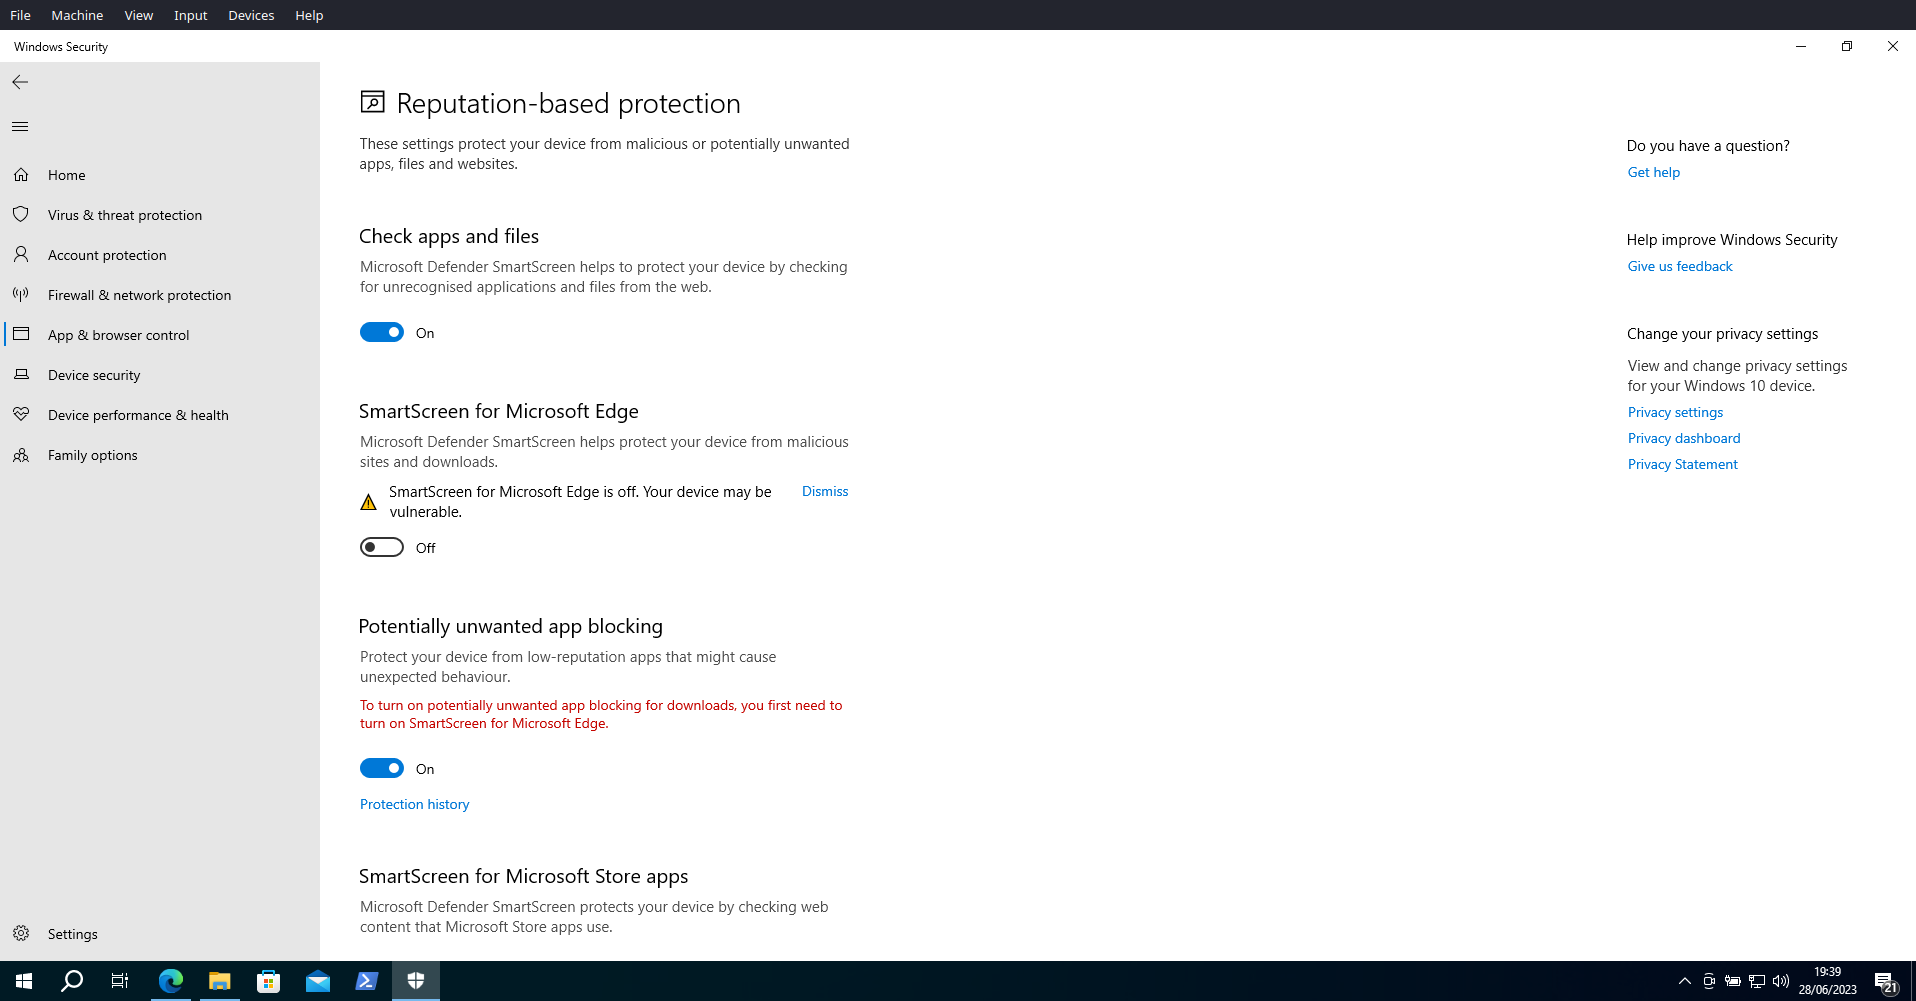 File Machine View Input Devices Help
Windows Security
Home
Virus & threat protection
Account protection
Firewall & network protection
App & browser control
Device security
Device performance & health
Family options
Settings
Reputation-based protection
These settings protect your device from malicious or potentially unwanted
apps, files and websites.
Check apps and files
Microsoft Defender SmartScreen helps to protect your device by checking
for unrecognised applications and files from the web.
On
SmartScreen for Microsoft Edge
Microsoft Defender SmartScreen helps protect your device from malicious
sites and downloads.
SmartScreen for Microsoft Edge is off. Your device may be Dismiss
vulnerable.
Off
Potentially unwanted app blocking
Protect your device from low-reputation apps that might cause
unexpected behaviour.
To turn on potentially unwanted app blocking for downloads, you first need to
turn on SmartScreen for Microsoft Edge.
On
Protection history
SmartScreen for Microsoft Store apps
Microsoft Defender SmartScreen protects your device by checking web
content that Microsoft Store apps use.
Do you have a question?
Get help
Help improve Windows Security
Give us feedback
Change your privacy settings
View and change privacy settings
for your Windows 10 device.
Privacy settings
Privacy dashboard
Privacy Statement
19:39
28/06/2023
21